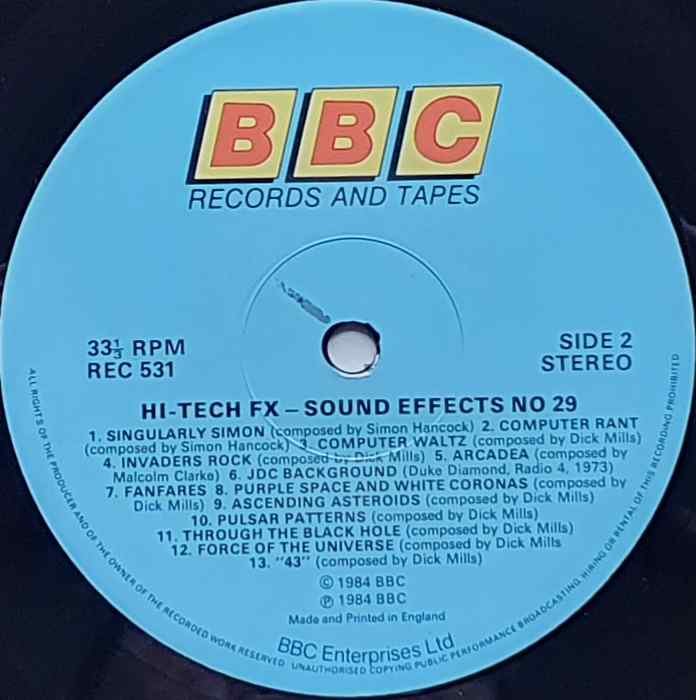 BBC
RECORDS AND TAPES
33⅓ RPM
REC 531
SIDE 2
STEREO
HI-TECH FX – SOUND EFFECTS NO 29
1. SINGULARLY SIMON (composed by Simon Hancock) 2. COMPUTER RANT
(composed by Simon Hancock) 3. COMPUTER WALTZ (composed by Dick Mills)
4. INVADERS ROCK (composed by Dick Mills) 5. ARCADEA (composed by
Malcolm Clarke) 6. JDC BACKGROUND (Duke Diamond, Radio 4, 1973)
7. FANFARES 8. PURPLE SPACE AND WHITE CORONAS (composed by
Dick Mills) 9. ASCENDING ASTEROIDS (composed by Dick Mills)
10. PULSAR PATTERNS (composed by Dick Mills)
11. THROUGH THE BLACK HOLE (composed by Dick Mills)
12. FORCE OF THE UNIVERSE (composed by Dick Mills
13. "43" (composed by Dick Mills)
© 1984 BBC
℗ 1984 BBC
Made and Printed in England
BBC Enterprises Ltd
ALL RIGHTS OF THE PRODUCER AND OF THE OWNER OF THE RECORDED WORK RESERVED UNAUTHORISED COPYING PUBLIC PERFORMANCE BROADCASTING, HIRING OR RENTAL OF THIS RECORDING PROHIBITED